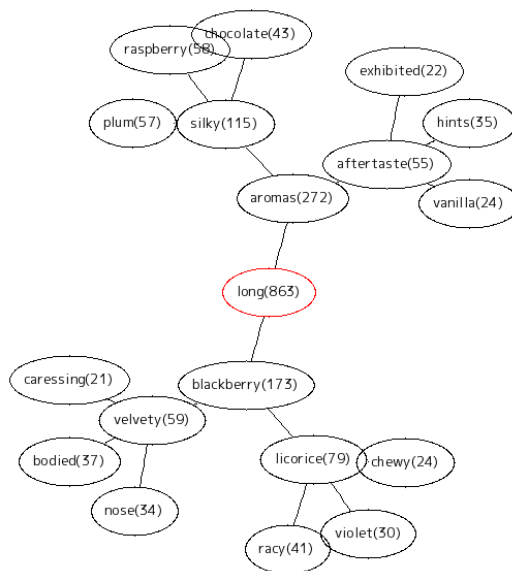 chocolate(43)
raspberry(58)
exhibited(22)
plum(57)
silky(115)
hints(35)
aftertaste(55)
aromas(272)
vanilla(24)
long(863)
caressing(21)
blackberry(173)
velvety(59)
bodied(37)
licorice(79)
chewy(24)
nose(34)
violet(30)
racy(41)